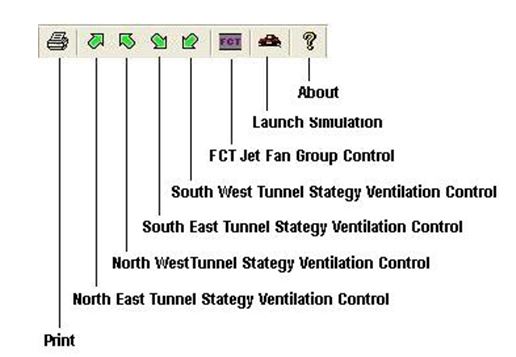 FCT
?
About
Launch Simulation
FCT Jet Fan Group Control
South West Tunnel Stategy Ventilation Control
South East Tunnel Stategy Ventilation Control
North WestTunnel Stategy Ventilation Control
North East Tunnel Stategy Ventilation Control
Print